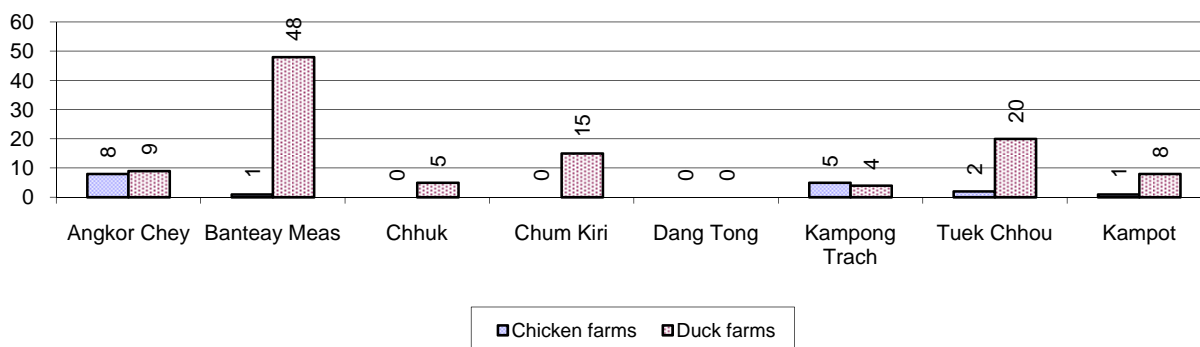 60
50
40
30
20
10
0
8
9
1
48
0
5
0
15
0
0
5
4
2
20
1
8
Angkor Chey
Banteay Meas
Chhuk
Chum Kiri
Dang Tong
Kampong
Trach
Tuek Chhou
Kampot
Chicken farms
Duck farms